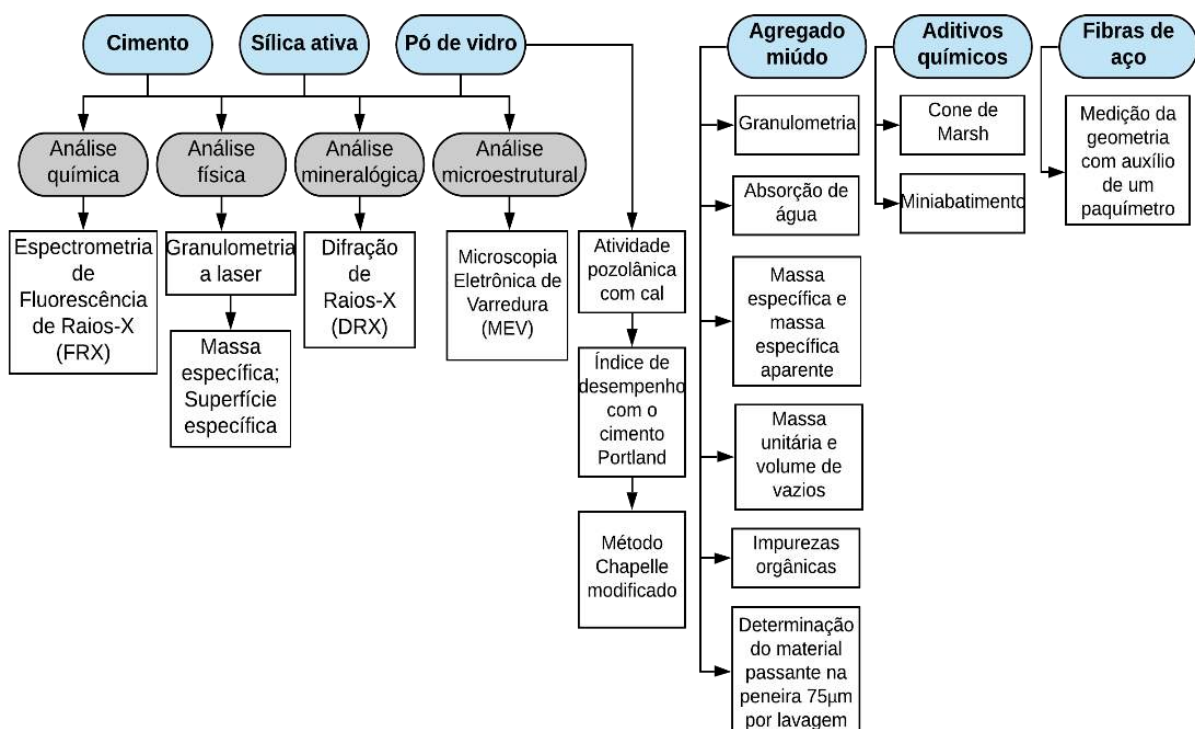 Cimento
Sílica ativa
Pó de vidro
Agregado
miúdo
Aditivos
químicos
Fibras de
aço
Análise
química
Análise
física
Análise
mineralógica
Análise
microestrutural
Espectrometria
de
Fluorescência
de Raios-X
(FRX)
Granulometria
a laser
Massa
específica;
Superfície
específica
Difração
de
Raios-X
(DRX)
Microscopia
Eletrônica de
Varredura
(MEV)
Atividade
pozolânica
com cal
Índice de
desempenho
com o
cimento
Portland
Método
Chapelle
modificado
Granulometria
Absorção de
água
Massa
específica e
massa
específica
aparente
Massa
unitária e
volume de
vazios
Impurezas
orgânicas
Determinação
do material
passante na
peneira 75µm
por lavagem
Cone de
Marsh
Miniabatimento
Medição da
geometria
com auxílio
de um
paquímetro